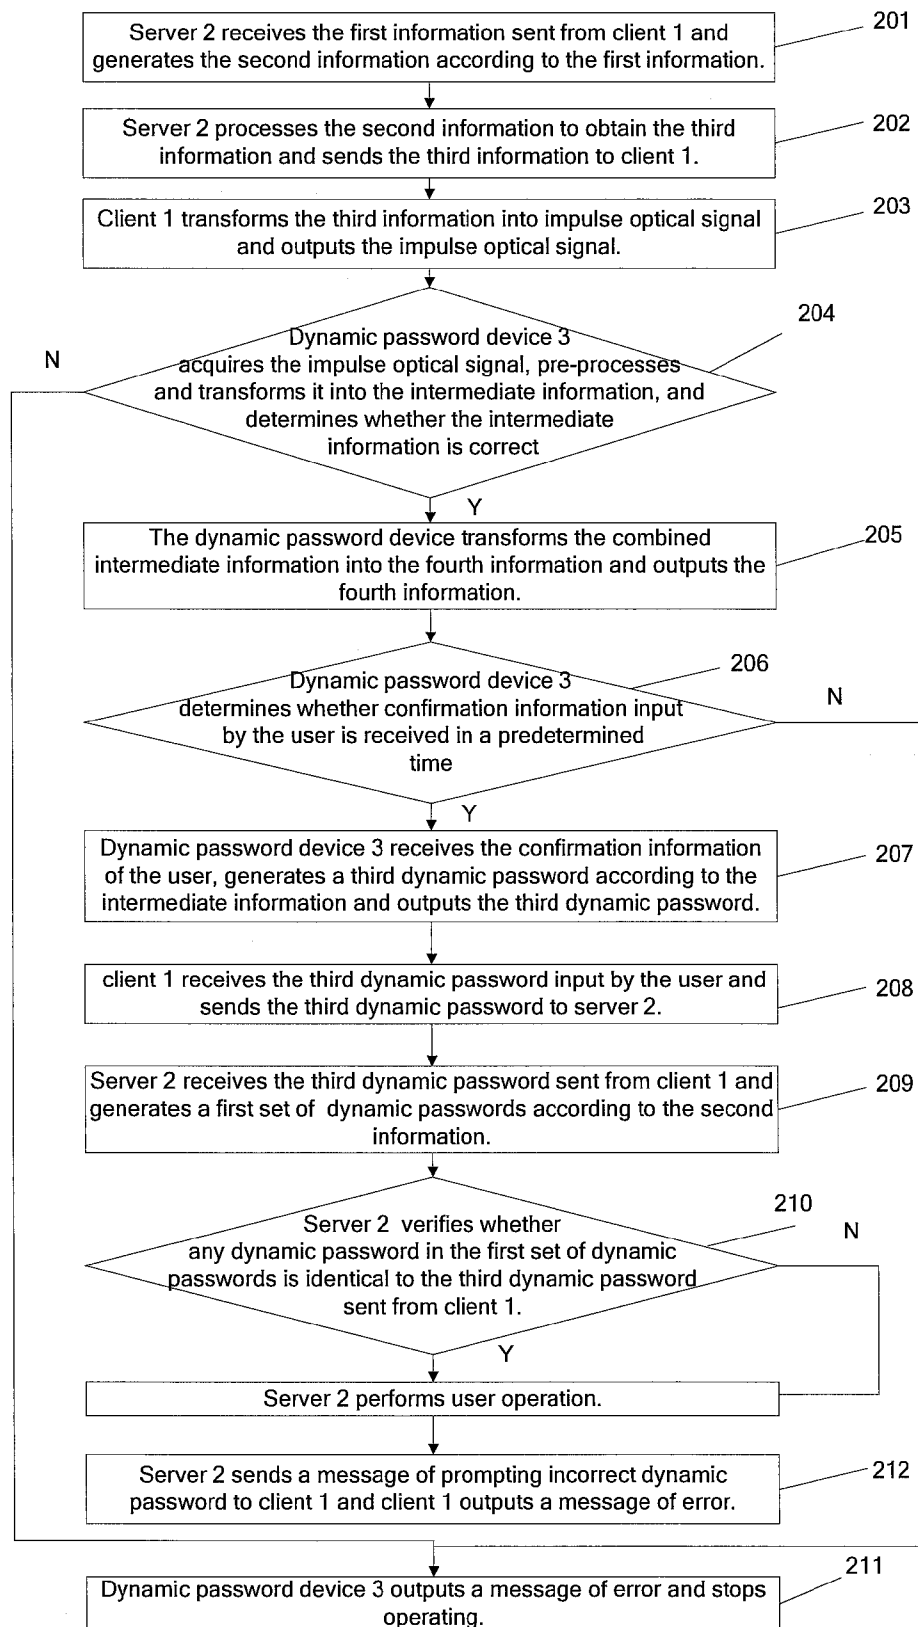 Server 2 receives the first information sent from client 1 and
generates the second information according to the first information.
201
Server 2 processes the second information to obtain the third
information and sends the third information to client 1.
202
Client 1 transforms the third information into impulse optical signal
and outputs the impulse optical signal.
203
Dynamic password device 3
acquires the impulse optical signal, pre-processes
and transforms it into the intermediate information, and
determines whether the intermediate
information is correct
204
N
Y
The dynamic password device transforms the combined
intermediate information into the fourth information and outputs the
fourth information.
205
Dynamic password device 3
determines whether confirmation information input
by the user is received in a predetermined
time
206
N
Y
Dynamic password device 3 receives the confirmation information
of the user, generates a third dynamic password according to the
intermediate information and outputs the third dynamic password.
207
client 1 receives the third dynamic password input by the user and
sends the third dynamic password to server 2.
208
Server 2 receives the third dynamic password sent from client 1 and
generates a first set of dynamic passwords according to the second
information.
209
Server 2 verifies whether
any dynamic password in the first set of dynamic
passwords is identical to the third dynamic password
sent from client 1.
210
N
Y
Server 2 performs user operation.
Server 2 sends a message of prompting incorrect dynamic
password to client 1 and client 1 outputs a message of error.
212
Dynamic password device 3 outputs a message of error and stops
operating.
211